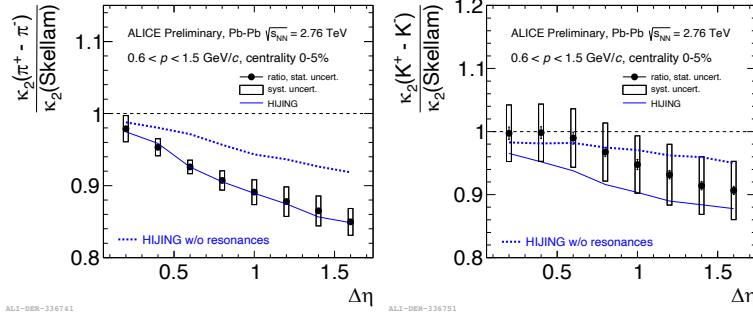 κ₂(π⁺ - π⁻)
κ₂(Skellam)
1.1
1
0.9
0.8
ALICE Preliminary, Pb-Pb √sNN = 2.76 TeV
0.6 < p < 1.5 GeV/c, centrality 0-5%
ratio, stat. uncert.
syst. uncert.
HIJING
HIJING w/o resonances
0.5 1 1.5
Δη
ALI-DER-336741
κ₂(K⁺ - K⁻)
κ₂(Skellam)
1.2
1.1
1
0.9
0.8
ALICE Preliminary, Pb-Pb √sNN = 2.76 TeV
0.6 < p < 1.5 GeV/c, centrality 0-5%
ratio, stat. uncert.
syst. uncert.
HIJING
HIJING w/o resonances
0.5 1 1.5
Δη
ALI-DER-336751